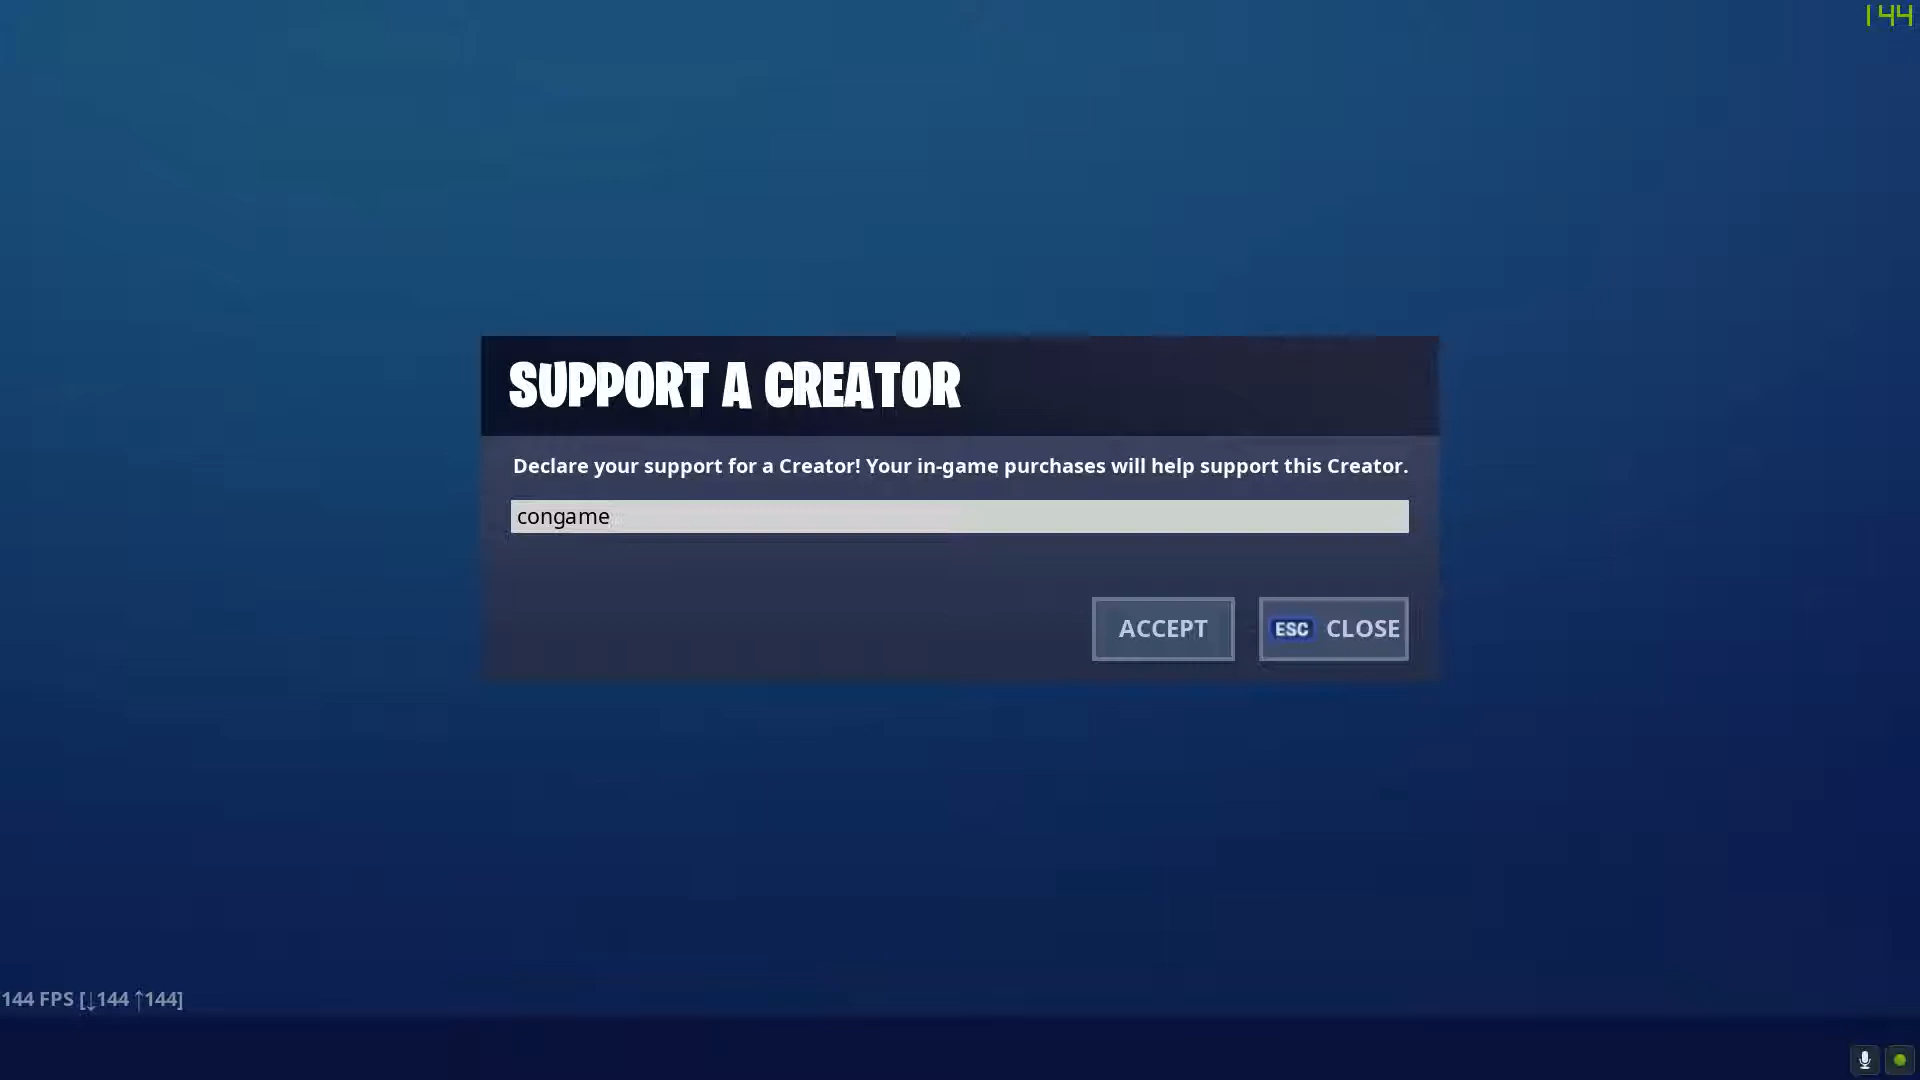 144
SUPPORT A CREATOR
Declare your support for a Creator! Your in-game purchases will help support this Creator.
congame
ACCEPT
ESC CLOSE
144 FPS [↓144 ↑144]